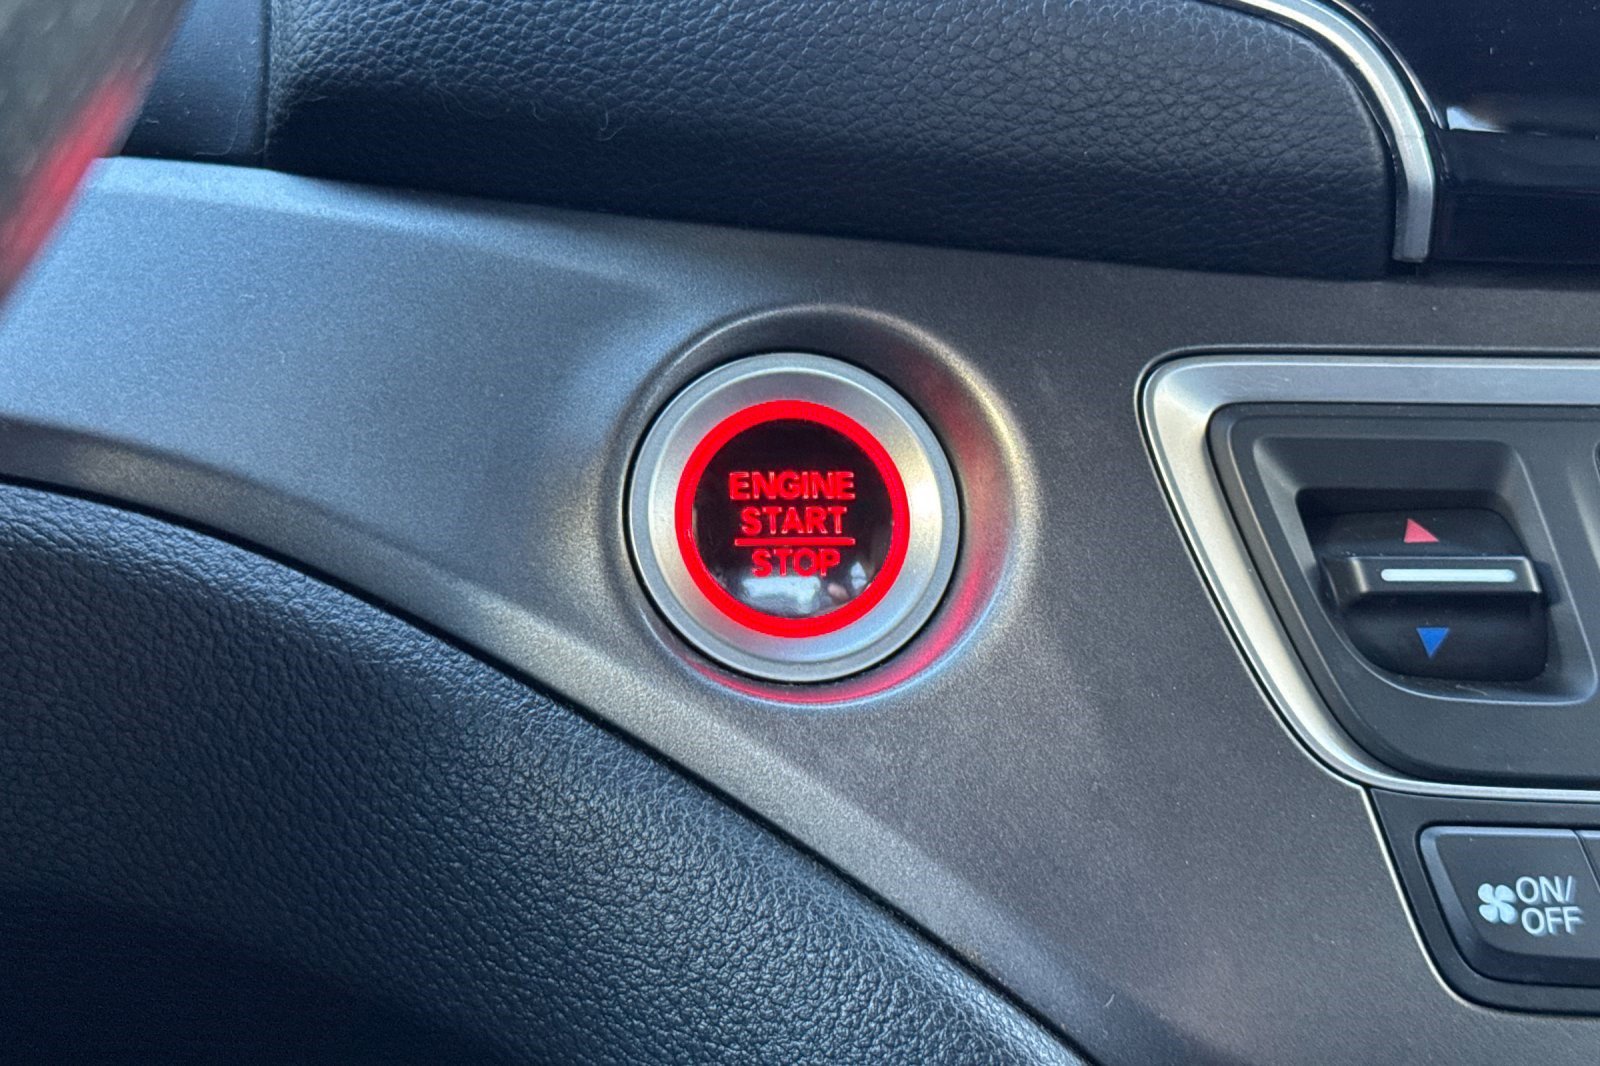 ENGINE
START
STOP
ON/
OFF